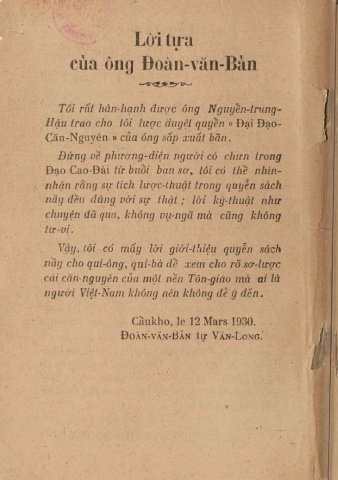 Lời tựa
của ông Đoàn-văn-Bản
Tôi rất hân-hạnh được ông Nguyễn-trung-
Hậu trao cho tôi lược duyệt quyển « Đại Đạo-
Căn-Nguyên » của ông sắp xuất bản.
Đứng về phương-diện người có chưn trong
Đạo Cao-Đài từ buổi ban sơ, tôi có thể nhìn-
nhận rằng sự tích lược-thuật trong quyển sách
nầy đều đúng với sự thật ; lời ký-thuật như
chuyện đã qua, không vụ-ngã mà cũng không
tư-vị.
Vậy, tôi có mấy lời giới-thiệu quyển sách
nầy cho quí-ông, quí-bà để xem cho rõ sơ-lược
cái căn-nguyên của một nền Tôn-giáo mà ai là
người Việt-Nam không nên không để ý đến.
Cầukho, le 12 Mars 1930.
ĐOÀN-VĂN-BẢN tự VĂN-LONG.